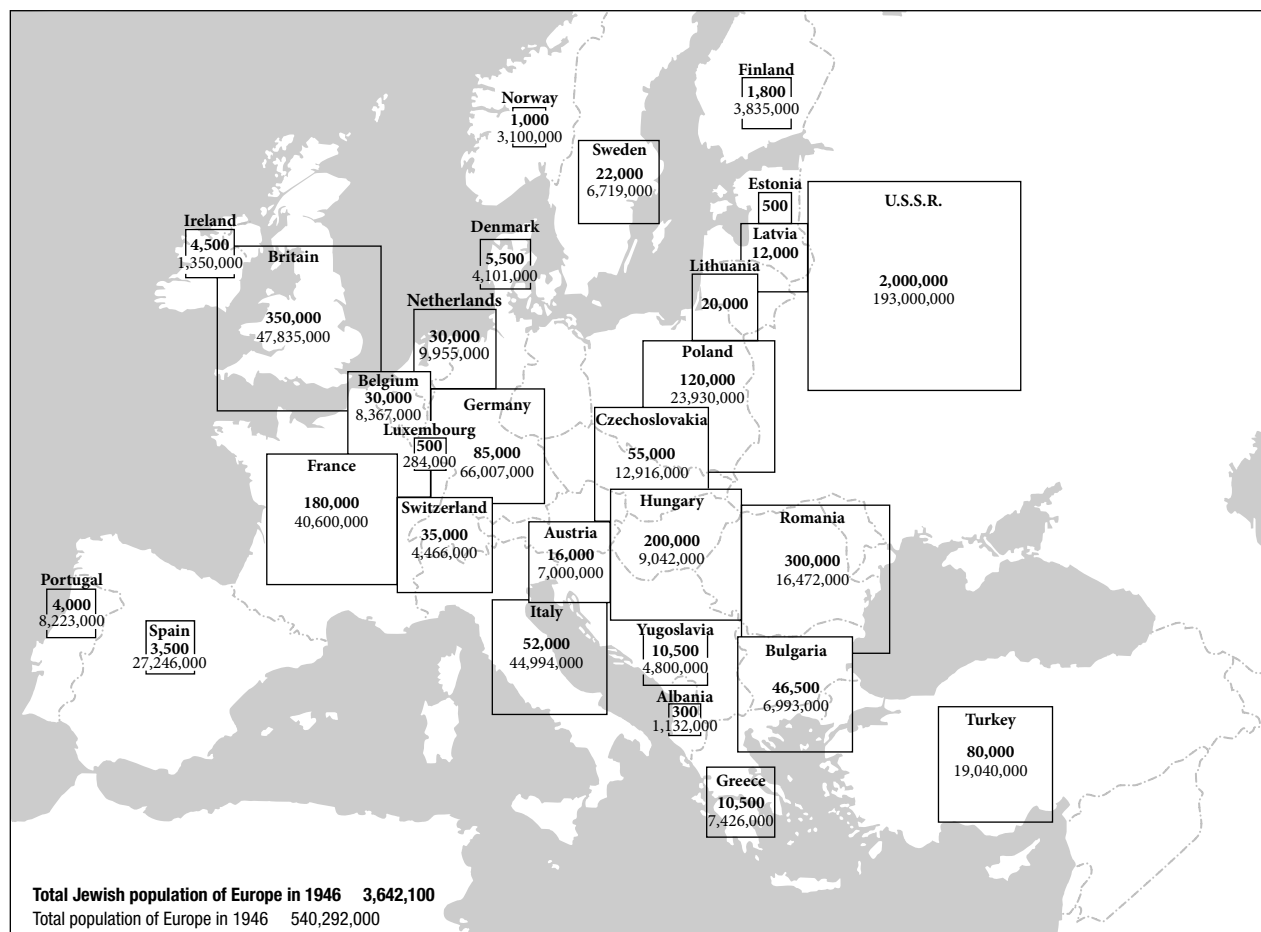 Finland
1,800
3,835,000
Norway
1,000
3,100,000
Sweden
22,000
6,719,000
Estonia
500
U.S.S.R.
2,000,000
193,000,000
Latvia
12,000
Ireland
4,500
1,350,000
Britain
350,000
47,835,000
Denmark
5,500
4,101,000
Lithuania
20,000
Netherlands
30,000
9,955,000
Poland
120,000
23,930,000
Belgium
30,000
8,367,000
Germany
85,000
66,007,000
Czechoslovakia
55,000
12,916,000
Luxembourg
500
284,000
France
180,000
40,600,000
Switzerland
35,000
4,466,000
Hungary
200,000
9,042,000
Romania
300,000
16,472,000
Austria
16,000
7,000,000
Portugal
4,000
8,223,000
Spain
3,500
27,246,000
Italy
52,000
44,994,000
Yugoslavia
10,500
4,800,000
Bulgaria
46,500
6,993,000
Albania
300
1,132,000
Turkey
80,000
19,040,000
Greece
10,500
7,426,000
Total Jewish population of Europe in 1946 3,642,100
Total population of Europe in 1946 540,292,000